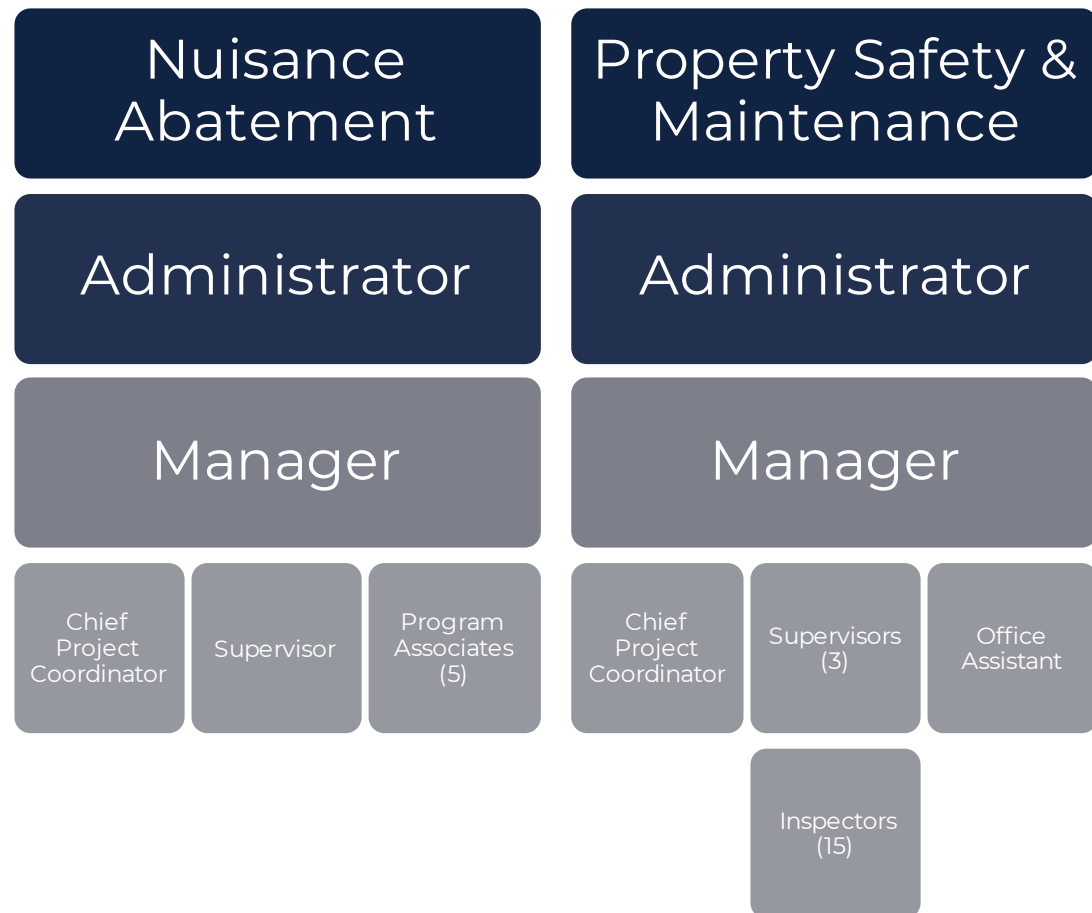 Nuisance
Abatement
Property Safety &
Maintenance
Administrator
Administrator
Manager
Manager
Chief
Project
Coordinator
Supervisor
Program
Associates
(5)
Chief
Project
Coordinator
Supervisors
(3)
Office
Assistant
Inspectors
(15)